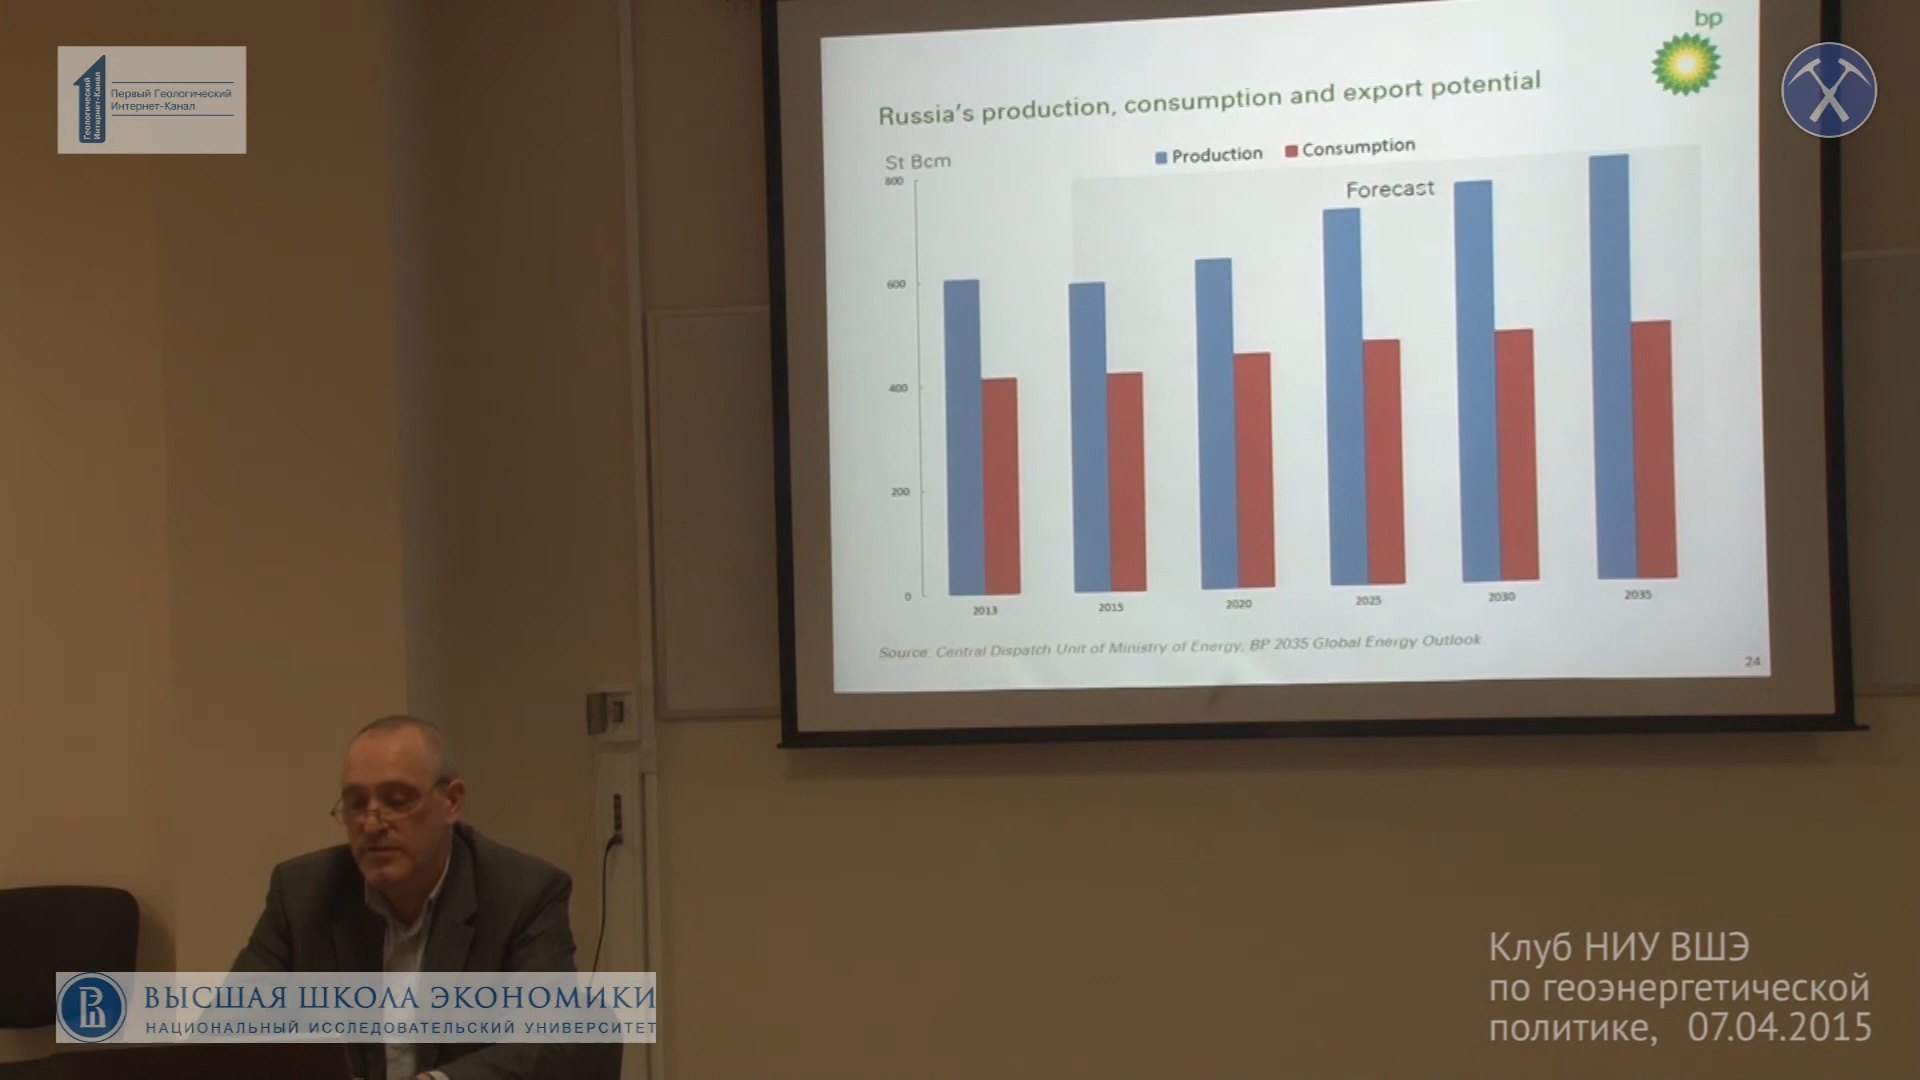 Геологический
Интернет-Канал
Первый Геологический
Интернет-Канал
bp
Russia's production, consumption and export potential
St Bcm
Production
Consumption
Forecast
800
600
400
200
0
2013
2015
2020
2025
2030
2035
Source: Central Dispatch Unit of Ministry of Energy, BP 2035 Global Energy Outlook
24
ВЫСШАЯ ШКОЛА ЭКОНОМИКИ
НАЦИОНАЛЬНЫЙ ИССЛЕДОВАТЕЛЬСКИЙ УНИВЕРСИТЕТ
Клуб НИУ ВШЭ
по геоэнергетической
политике, 07.04.2015